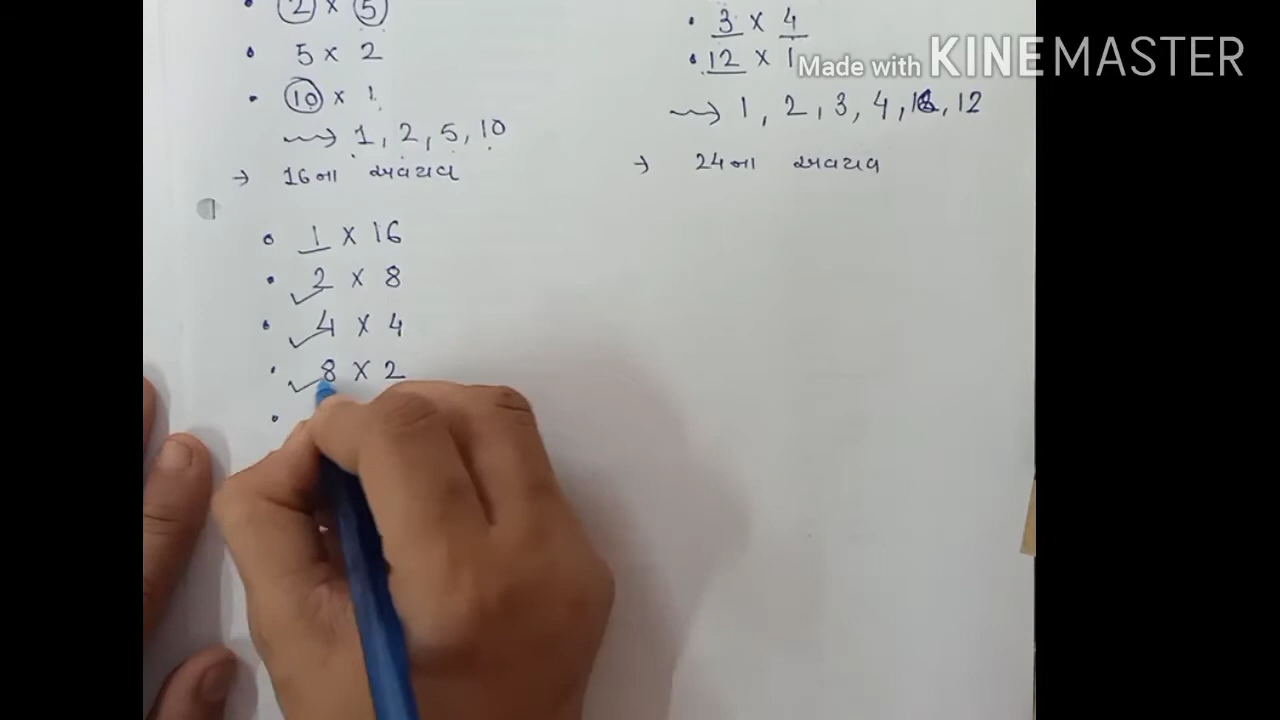 • 2 × 5
• 5 × 2
• 10 × 1
→ 1, 2, 5, 10
→ 16ના અવયવ
• 1 × 16
• 2 × 8
• 4 × 4
• 8 × 2
•
• 3 × 4
• 12 × 1
→ 1, 2, 3, 4, 6, 12
→ 24ના અવયવ
Made with KINEMASTER